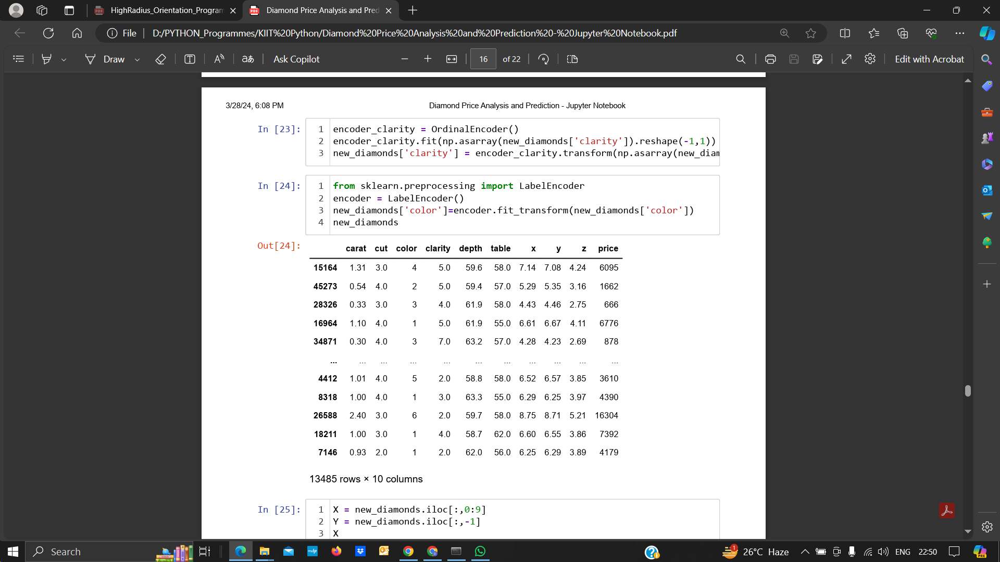 HighRadius_Orientation_Program
Diamond Price Analysis and Pred
File
D:/PYTHON_Programmes/KIIT%20Python/Diamond%20Price%20Analysis%20and%20Prediction%20-%20Jupyter%20Notebook.pdf
Draw
aあ
Ask Copilot
16 of 22
Edit with Acrobat
3/28/24, 6:08 PM
Diamond Price Analysis and Prediction - Jupyter Notebook
In [23]:
1 encoder_clarity = OrdinalEncoder()
2 encoder_clarity.fit(np.asarray(new_diamonds['clarity']).reshape(-1,1))
3 new_diamonds['clarity'] = encoder_clarity.transform(np.asarray(new_diam
In [24]:
1 from sklearn.preprocessing import LabelEncoder
2 encoder = LabelEncoder()
3 new_diamonds['color']=encoder.fit_transform(new_diamonds['color'])
4 new_diamonds
Out[24]:
carat cut color clarity depth table x y z price
15164 1.31 3.0 4 5.0 59.6 58.0 7.14 7.08 4.24 6095
45273 0.54 4.0 2 5.0 59.4 57.0 5.29 5.35 3.16 1662
28326 0.33 3.0 3 4.0 61.9 58.0 4.43 4.46 2.75 666
16964 1.10 4.0 1 5.0 61.9 55.0 6.61 6.67 4.11 6776
34871 0.30 4.0 3 7.0 63.2 57.0 4.28 4.23 2.69 878
... ... ... ... ... ... ... ... ... ... ...
4412 1.01 4.0 5 2.0 58.8 58.0 6.52 6.57 3.85 3610
8318 1.00 4.0 1 3.0 63.3 55.0 6.29 6.25 3.97 4390
26588 2.40 3.0 6 2.0 59.7 58.0 8.75 8.71 5.21 16304
18211 1.00 3.0 1 4.0 58.7 62.0 6.60 6.55 3.86 7392
7146 0.93 2.0 1 2.0 62.0 56.0 6.25 6.29 3.89 4179
13485 rows × 10 columns
In [25]:
1 X = new_diamonds.iloc[:,0:9]
2 Y = new_diamonds.iloc[:,-1]
3 X
Search
26°C Haze
ENG
22:50